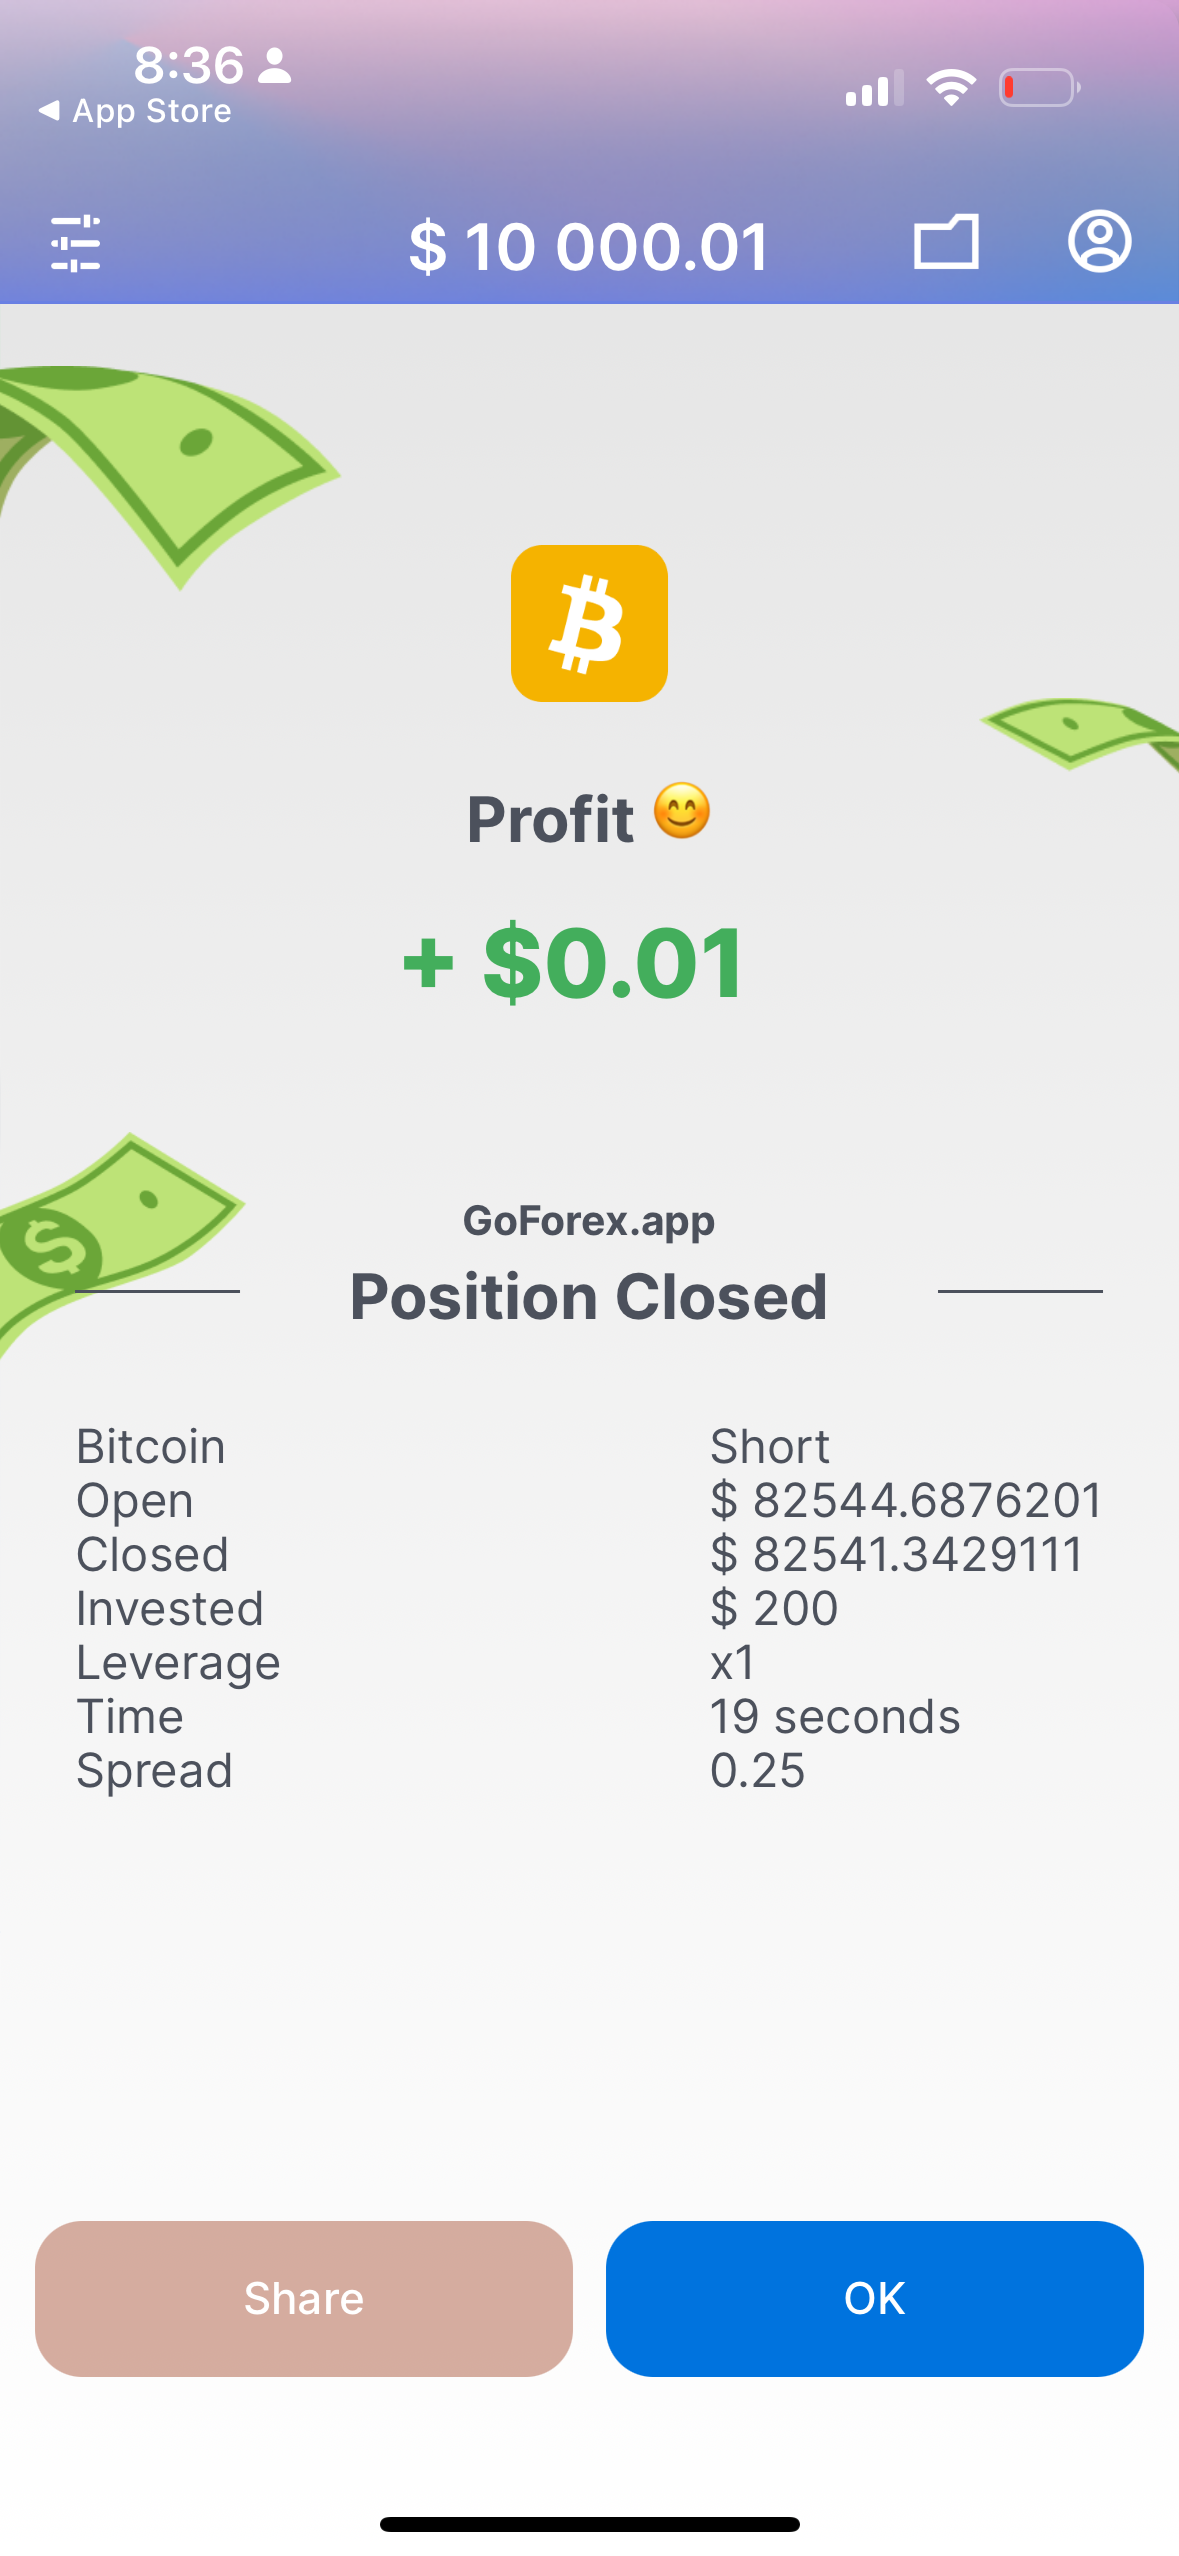 8:36
App Store
$ 10 000.01
Profit 😊
+ $0.01
GoForex.app
Position Closed
Bitcoin Short
Open $ 82544.6876201
Closed $ 82541.3429111
Invested $ 200
Leverage x1
Time 19 seconds
Spread 0.25
Share OK